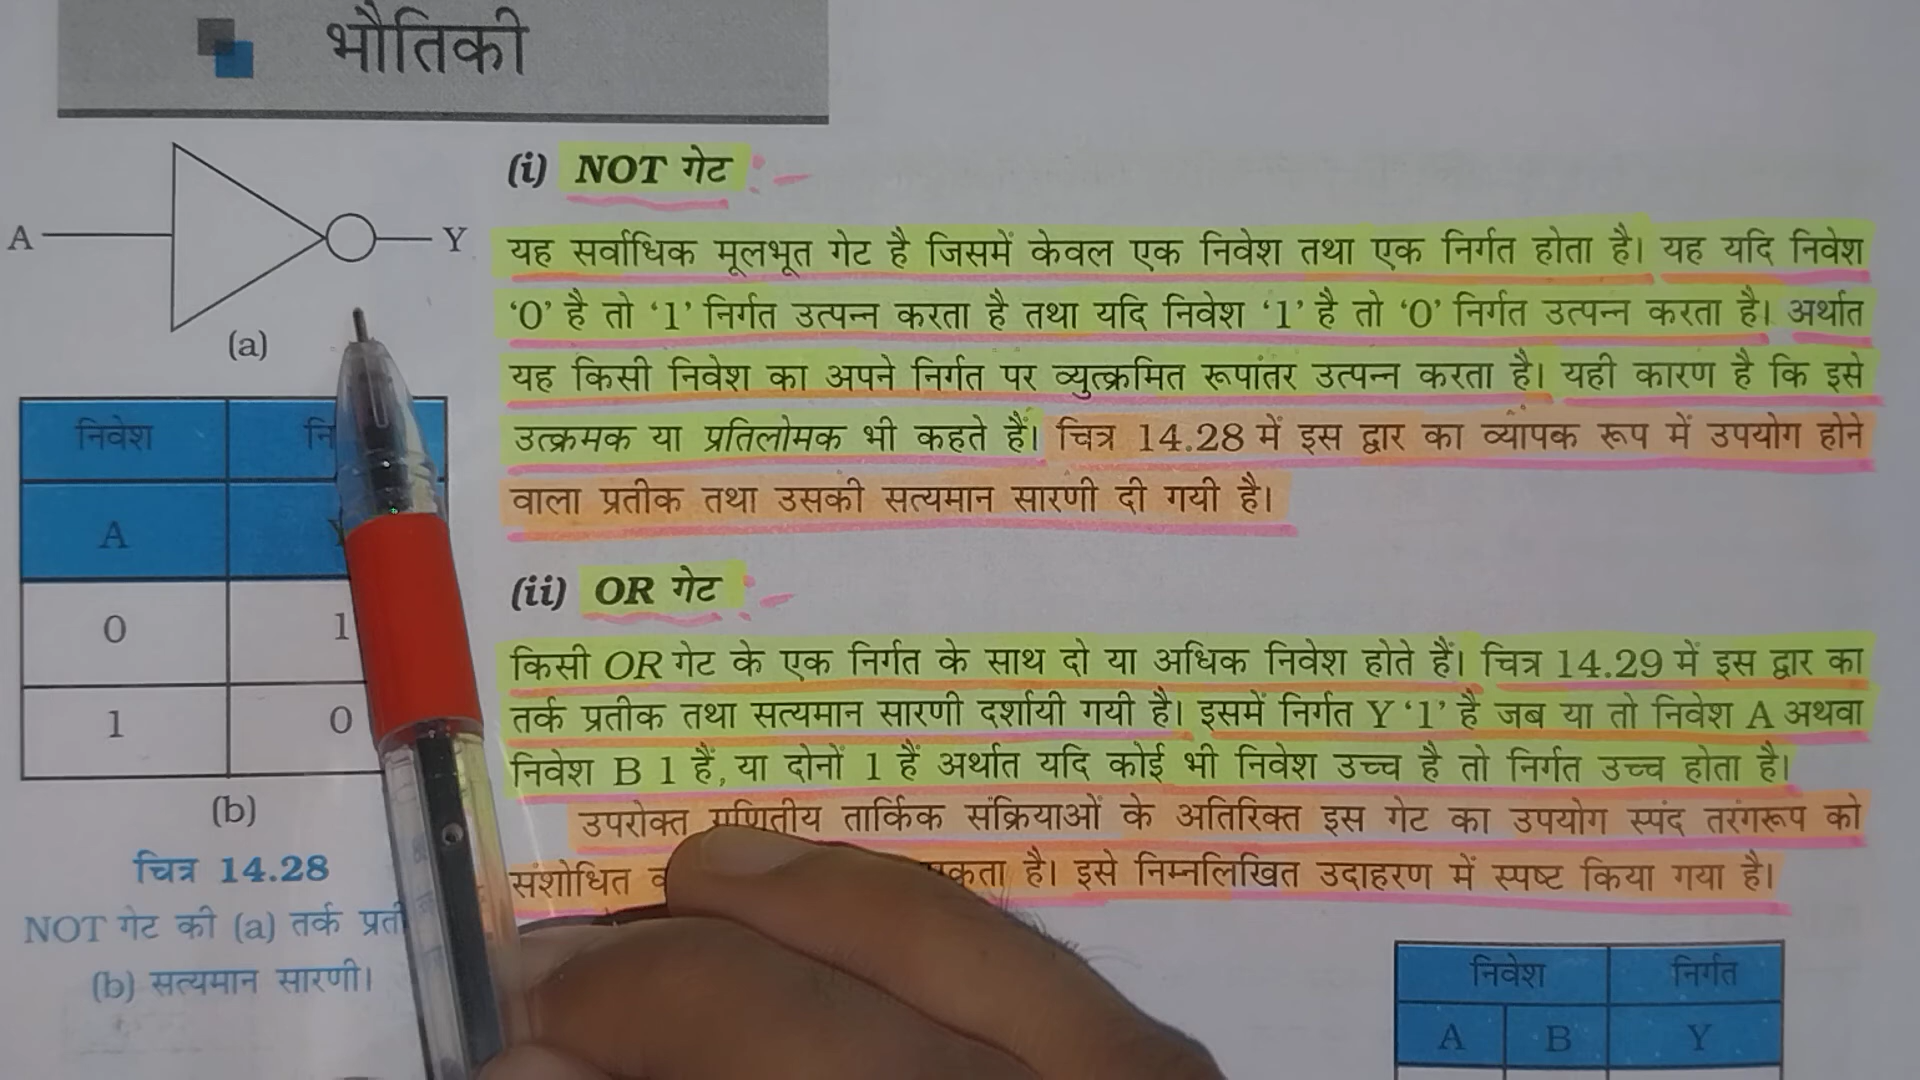 भौतिकी
A
Y
(a)
निवेश
A
0
1
1
0
(b)
चित्र 14.28
NOT गेट की (a) तर्क
(b) सत्यमान सारणी।
(i) NOT गेट :-
यह सर्वाधिक मूलभूत गेट है जिसमें केवल एक निवेश तथा एक निर्गत होता है। यह यदि निवेश
‘0’ है तो ‘1’ निर्गत उत्पन्न करता है तथा यदि निवेश ‘1’ है तो ‘0’ निर्गत उत्पन्न करता है। अर्थात
यह किसी निवेश का अपने निर्गत पर व्युत्क्रमित रूपांतर उत्पन्न करता है। यही कारण है कि इसे
उत्क्रमक या प्रतिलोमक भी कहते हैं। चित्र 14.28 में इस द्वार का व्यापक रूप में उपयोग होने
वाला प्रतीक तथा उसकी सत्यमान सारणी दी गयी है।
(ii) OR गेट :-
किसी OR गेट के एक निर्गत के साथ दो या अधिक निवेश होते हैं। चित्र 14.29 में इस द्वार का
तर्क प्रतीक तथा सत्यमान सारणी दर्शायी गयी है। इसमें निर्गत Y ‘1’ है जब या तो निवेश A अथवा
निवेश B 1 हैं, या दोनों 1 हैं अर्थात यदि कोई भी निवेश उच्च है तो निर्गत उच्च होता है।
उपरोक्त गणितीय तार्किक संक्रियाओं के अतिरिक्त इस गेट का उपयोग स्पंद तरंगरूप को
संशोधित है। इसे निम्नलिखित उदाहरण में स्पष्ट किया गया है।
निवेश निर्गत
A B Y